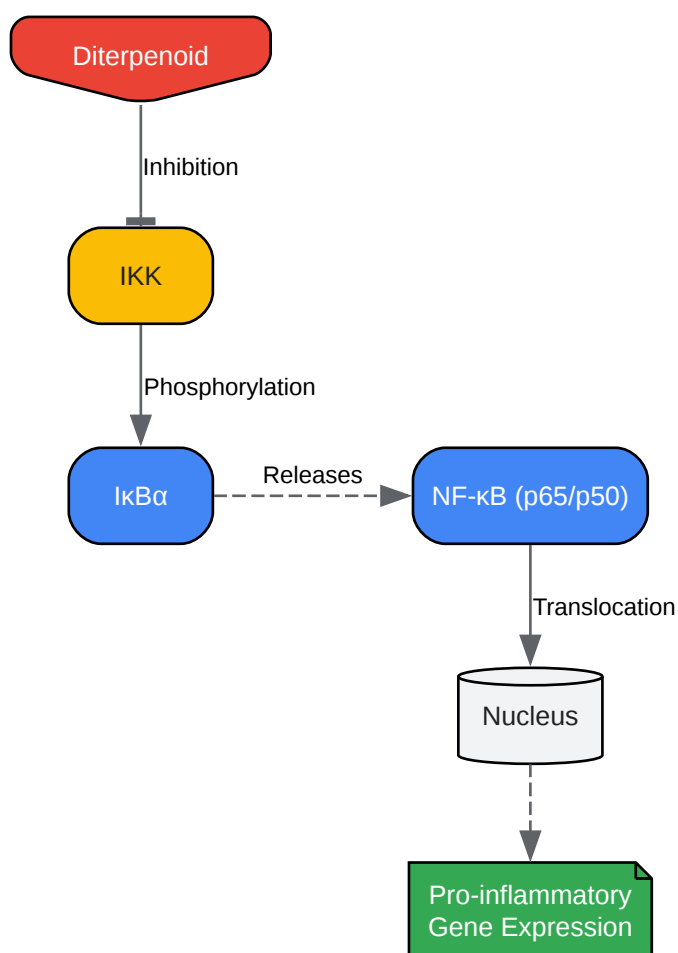 Diterpenoid
Inhibition
IKK
Phosphorylation
IκBα
Releases
NF-κB (p65/p50)
Translocation
Nucleus
Pro-inflammatory
Gene Expression